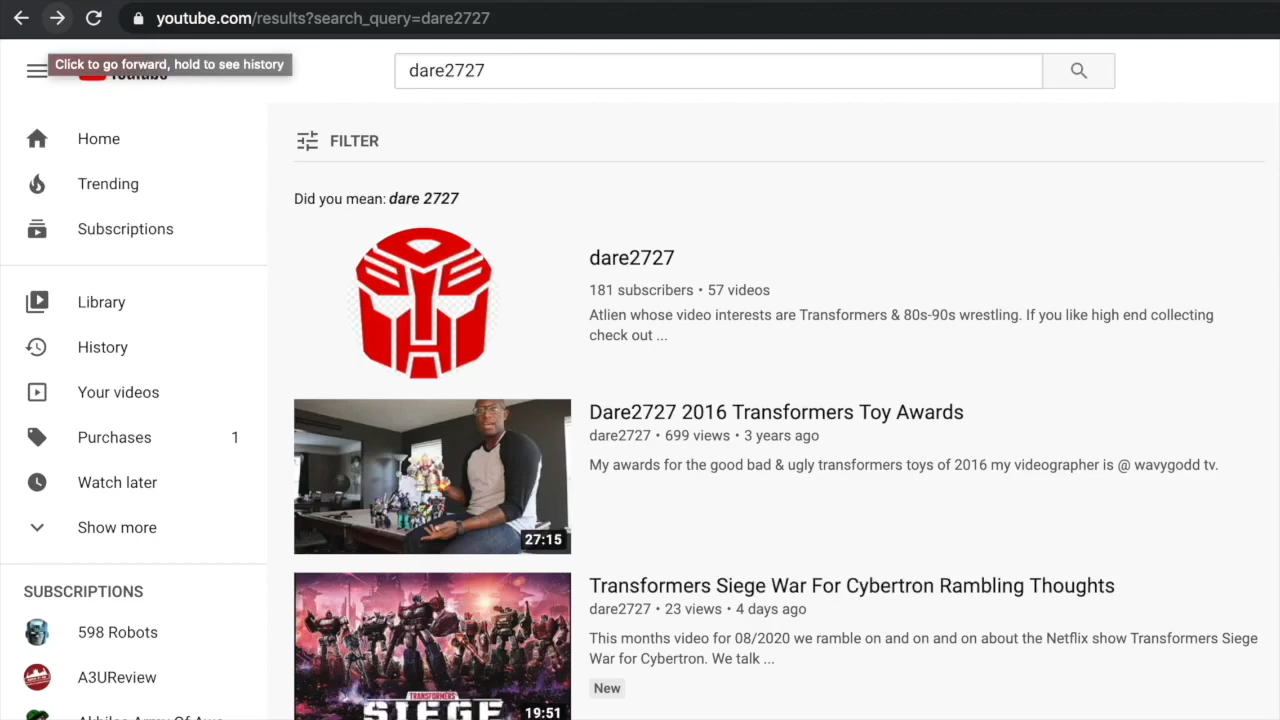 youtube.com/results?search_query=dare2727
Click to go forward, hold to see history
YouTube
dare2727
Home
Trending
Subscriptions
Library
History
Your videos
Purchases 1
Watch later
Show more
SUBSCRIPTIONS
598 Robots
A3UReview
FILTER
Did you mean: dare 2727
dare2727
181 subscribers • 57 videos
Atlien whose video interests are Transformers & 80s-90s wrestling. If you like high end collecting
check out ...
27:15
Dare2727 2016 Transformers Toy Awards
dare2727 • 699 views • 3 years ago
My awards for the good bad & ugly transformers toys of 2016 my videographer is @ wavygodd tv.
TRANSFORMERS
SIEGE
19:51
Transformers Siege War For Cybertron Rambling Thoughts
dare2727 • 23 views • 4 days ago
This months video for 08/2020 we ramble on and on and on about the Netflix show Transformers Siege
War for Cybertron. We talk ...
New